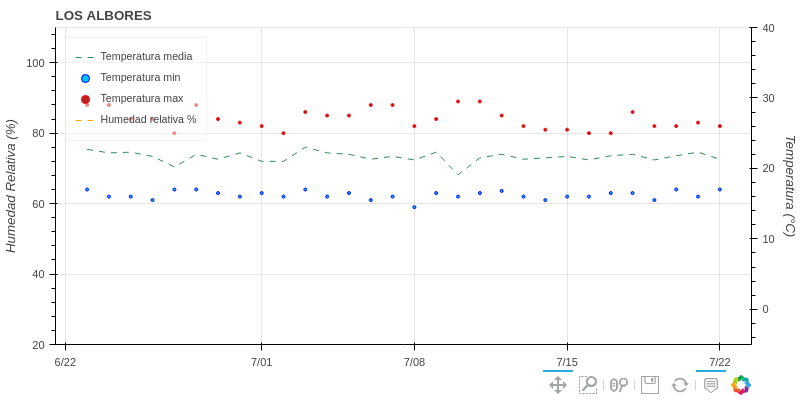 LOS ALBORES
Temperatura media
Temperatura min
Temperatura max
Humedad relativa %
Humedad Relativa (%)
100
80
60
40
20
Temperatura (°C)
40
30
20
10
0
6/22
7/01
7/08
7/15
7/22